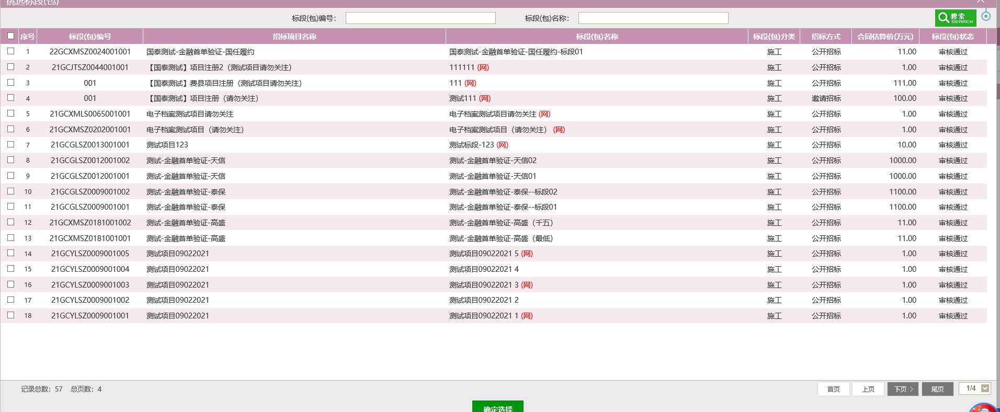 挑选标段(包)
标段(包)编号： 标段(包)名称： 搜索 SEARCH
序号 标段(包)编号 招标项目名称 标段(包)名称 标段(包)分类 招标方式 合同估算价(万元) 标段(包)状态
1 22GCXMSZ0024001001 国泰测试-金融首单验证-国任履约 国泰测试-金融首单验证-国任履约-标段01 施工 公开招标 11.00 审核通过
2 21GCJTSZ0044001001 【国泰测试】项目注册2（测试项目请勿关注） 111111 (网) 施工 公开招标 1.00 审核通过
3 001 【国泰测试】费县项目注册（测试项目请勿关注） 111 (网) 施工 公开招标 111.00 审核通过
4 001 【国泰测试】项目注册（请勿关注） 测试111 (网) 施工 邀请招标 100.00 审核通过
5 21GCXMLS0065001001 电子档案测试项目请勿关注 电子档案测试项目请勿关注 (网) 施工 公开招标 1.00 审核通过
6 21GCXMSZ0202001001 电子档案测试项目（请勿关注） 电子档案测试项目（请勿关注） (网) 施工 公开招标 1.00 审核通过
7 21GCGLSZ0013001001 测试项目123 测试标段-123 (网) 施工 公开招标 10.00 审核通过
8 21GCGLSZ0012001002 测试-金融首单验证-天信 测试-金融首单验证-天信02 施工 公开招标 1000.00 审核通过
9 21GCGLSZ0012001001 测试-金融首单验证-天信 测试-金融首单验证-天信01 施工 公开招标 1000.00 审核通过
10 21GCGLSZ0009001002 测试-金融首单验证-泰保 测试-金融首单验证-泰保--标段02 施工 公开招标 1100.00 审核通过
11 21GCGLSZ0009001001 测试-金融首单验证-泰保 测试-金融首单验证-泰保--标段01 施工 公开招标 1100.00 审核通过
12 21GCXMSZ0181001002 测试-金融首单验证-高盛 测试-金融首单验证-高盛（千五） 施工 公开招标 11.00 审核通过
13 21GCXMSZ0181001001 测试-金融首单验证-高盛 测试-金融首单验证-高盛（最低） 施工 公开招标 11.00 审核通过
14 21GCYLSZ0009001005 测试项目09022021 测试项目09022021 5 (网) 施工 公开招标 1.00 审核通过
15 21GCYLSZ0009001004 测试项目09022021 测试项目09022021 4 施工 公开招标 1.00 审核通过
16 21GCYLSZ0009001003 测试项目09022021 测试项目09022021 3 (网) 施工 公开招标 1.00 审核通过
17 21GCYLSZ0009001002 测试项目09022021 测试项目09022021 2 施工 公开招标 1.00 审核通过
18 21GCYLSZ0009001001 测试项目09022021 测试项目09022021 1 (网) 施工 公开招标 1.00 审核通过
记录总数：57 总页数：4 首页 上页 下页 尾页 1/4
确定选择